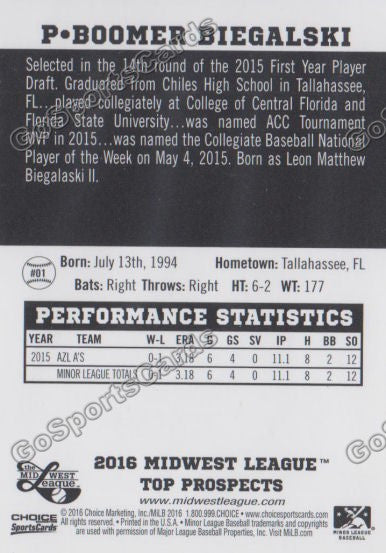 P•BOOMER BIEGALSKI
Selected in the 14th round of the 2015 First Year Player
Draft. Graduated from Chiles High School in Tallahassee,
FL...played collegiately at College of Central Florida and
Florida State University...was named ACC Tournament
MVP in 2015...was named the Collegiate Baseball National
Player of the Week on May 4, 2015. Born as Leon Matthew
Biegalaski II.
#01
Born: July 13th, 1994 Hometown: Tallahassee, FL
Bats: Right Throws: Right HT: 6-2 WT: 177
PERFORMANCE STATISTICS
YEAR TEAM W-L ERA G GS SV IP H BB SO
2015 AZL A'S 0-1 3.18 6 4 0 11.1 8 2 12
MINOR LEAGUE TOTALS 0-1 3.18 6 4 0 11.1 8 2 12
the
MIDWEST
League
2016 MIDWEST LEAGUE™
TOP PROSPECTS
www.midwestleague.com
CHOICE
SportsCards
©2016 Choice Marketing, Inc./MiLB 2016 1.800.999.CHOICE • www.choicesportscards.com
• Printed in the U.S.A. • Minor League Baseball trademarks and copyrights
are used with permission of Major League Baseball Properties, Inc. Visit MiLB.com
MINOR LEAGUE
BASEBALL
GoSportsCards.com
GoSportsCards.com
GoSportsCards.com